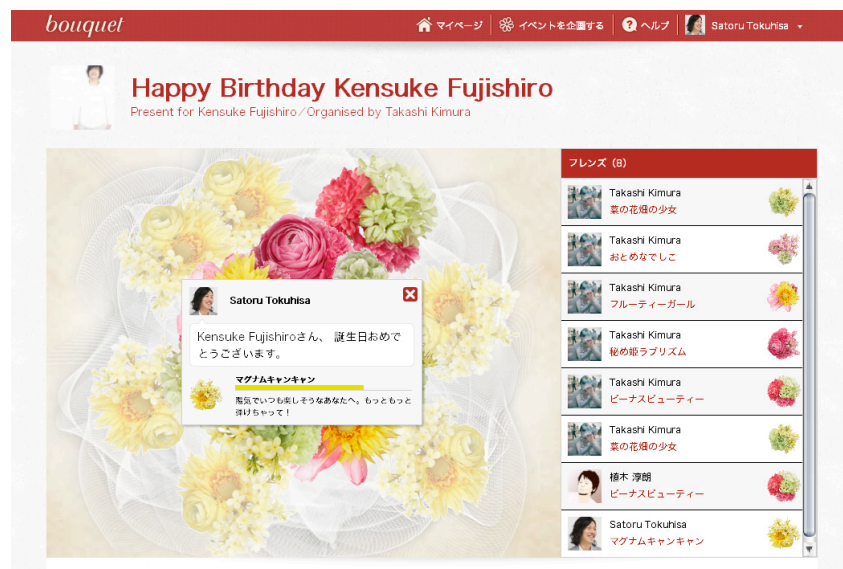 bouquet
マイページ
イベントを企画する
ヘルプ
Satoru Tokuhisa
Happy Birthday Kensuke Fujishiro
Present for Kensuke Fujishiro/Organised by Takashi Kimura
フレンズ (8)
Takashi Kimura
菜の花畑の少女
Takashi Kimura
おとめなでしこ
Takashi Kimura
フルーティーガール
Takashi Kimura
秘め姫ラブリズム
Takashi Kimura
ビーナスビューティー
Takashi Kimura
菜の花畑の少女
植木 淳朗
ビーナスビューティー
Satoru Tokuhisa
マグナムキャンキャン
Satoru Tokuhisa
Kensuke Fujishiroさん、 誕生日おめで
とうございます。
マグナムキャンキャン
陽気でいつも楽しそうなあなたへ。もっともっと
弾けちゃって！